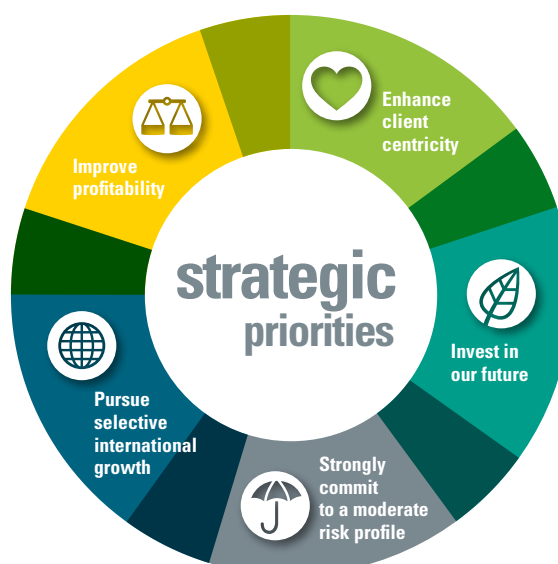 strategic
priorities
Enhance
client
centricity
Invest in
our future
Strongly
commit
to a moderate
risk profile
Pursue
selective
international
growth
Improve
profitability